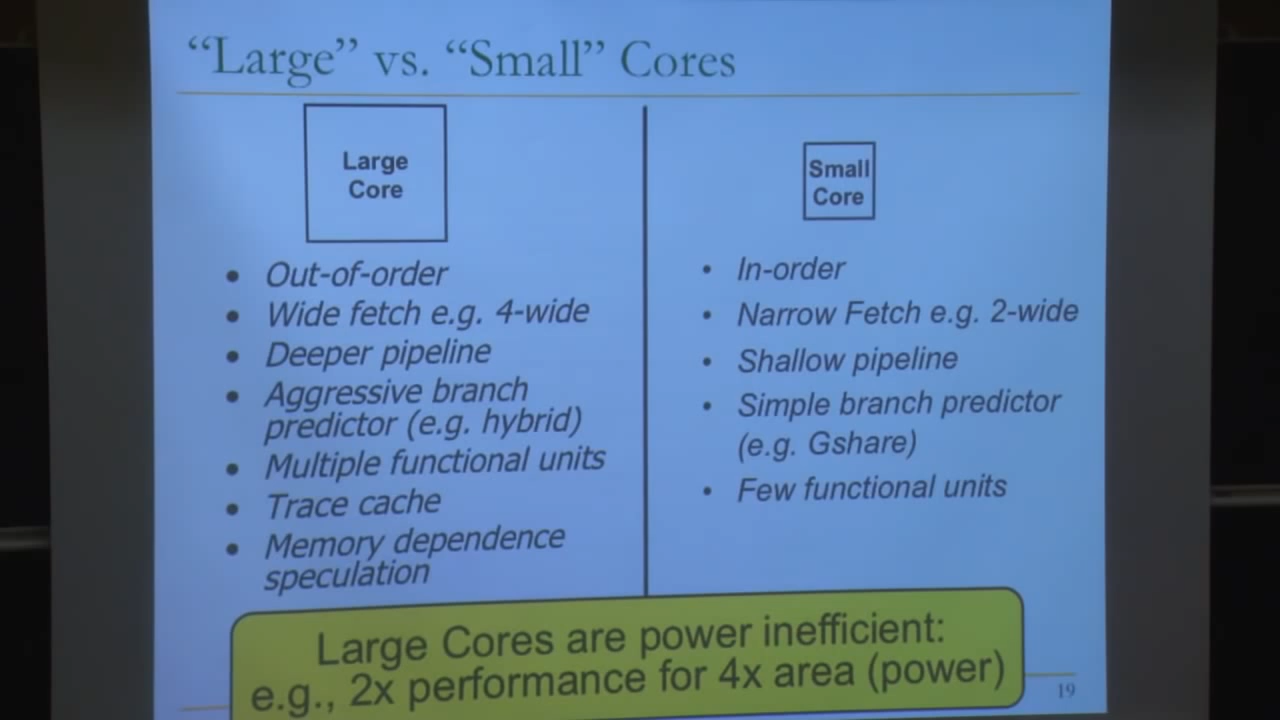 “Large” vs. “Small” Cores
Large
Core
• Out-of-order
• Wide fetch e.g. 4-wide
• Deeper pipeline
• Aggressive branch
predictor (e.g. hybrid)
• Multiple functional units
• Trace cache
• Memory dependence
speculation
Small
Core
• In-order
• Narrow Fetch e.g. 2-wide
• Shallow pipeline
• Simple branch predictor
(e.g. Gshare)
• Few functional units
Large Cores are power inefficient:
e.g., 2x performance for 4x area (power)
19